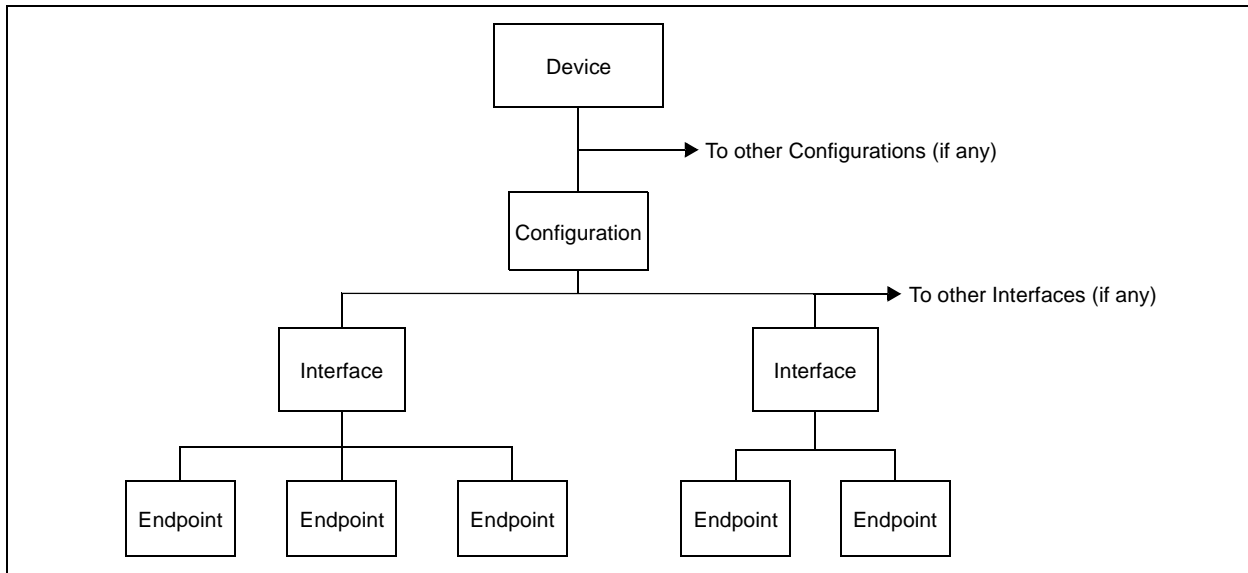 Device
To other Configurations (if any)
Configuration
To other Interfaces (if any)
Interface
Interface
Endpoint
Endpoint
Endpoint
Endpoint
Endpoint